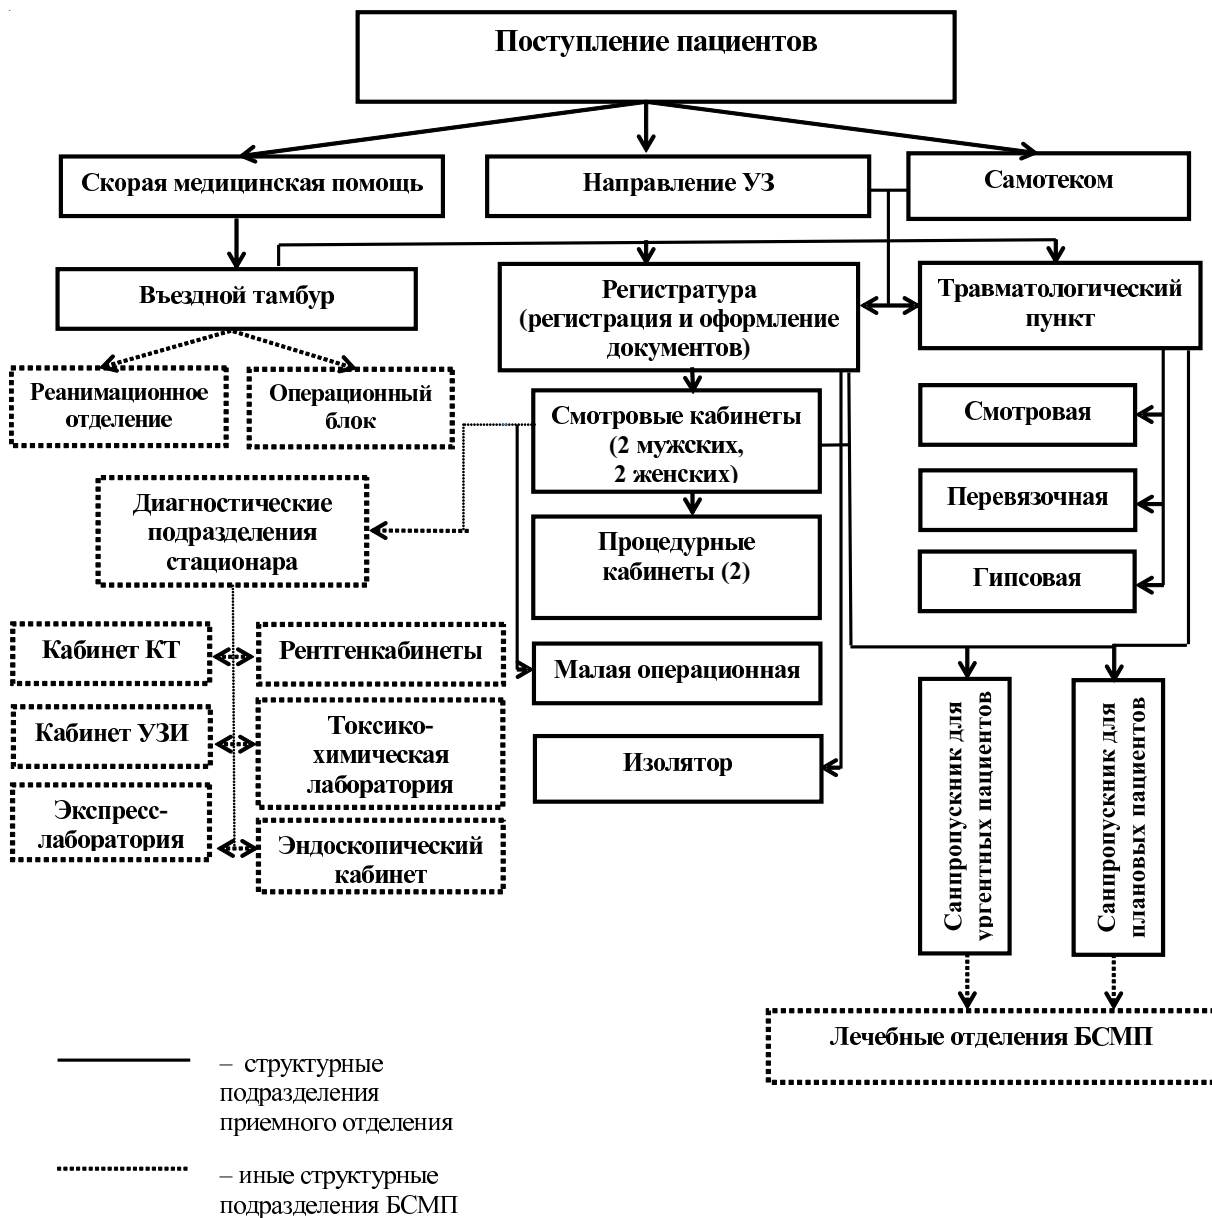 Поступление пациентов
Скорая медицинская помощь
Направление УЗ
Самотеком
Въездной тамбур
Регистратура
(регистрация и оформление
документов)
Травматологический
пункт
Реанимационное
отделение
Операционный
блок
Смотровые кабинеты
(2 мужских,
2 женских)
Смотровая
Перевязочная
Гипсовая
Диагностические
подразделения
стационара
Процедурные
кабинеты (2)
Кабинет КТ
Рентгенкабинеты
Малая операционная
Кабинет УЗИ
Токсико-
химическая
лаборатория
Изолятор
Экспресс-
лаборатория
Эндоскопический
кабинет
Санпропускник для
ургентных пациентов
Санпропускник для
плановых пациентов
Лечебные отделения БСМП
– структурные
подразделения
приемного отделения
– иные структурные
подразделения БСМП